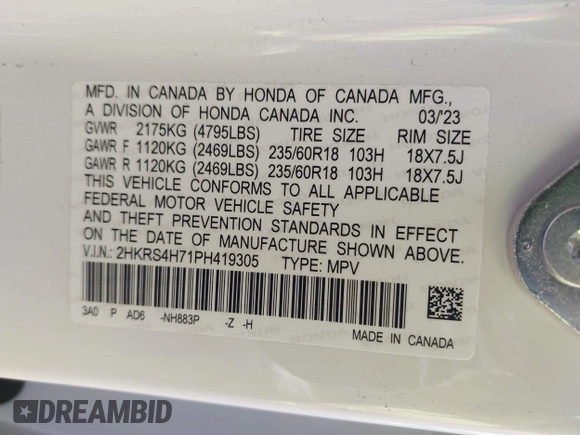 MFD. IN CANADA BY HONDA OF CANADA MFG.,
A DIVISION OF HONDA CANADA INC. 03/'23
GVWR 2175KG (4795LBS) TIRE SIZE RIM SIZE
GAWR F 1120KG (2469LBS) 235/60R18 103H 18X7.5J
GAWR R 1120KG (2469LBS) 235/60R18 103H 18X7.5J
THIS VEHICLE CONFORMS TO ALL APPLICABLE
FEDERAL MOTOR VEHICLE SAFETY
AND THEFT PREVENTION STANDARDS IN EFFECT
ON THE DATE OF MANUFACTURE SHOWN ABOVE.
V.I.N.: 2HKRS4H71PH419305 TYPE: MPV
3A0 P AD6 -NH883P -Z -H
MADE IN CANADA
DREAMBID